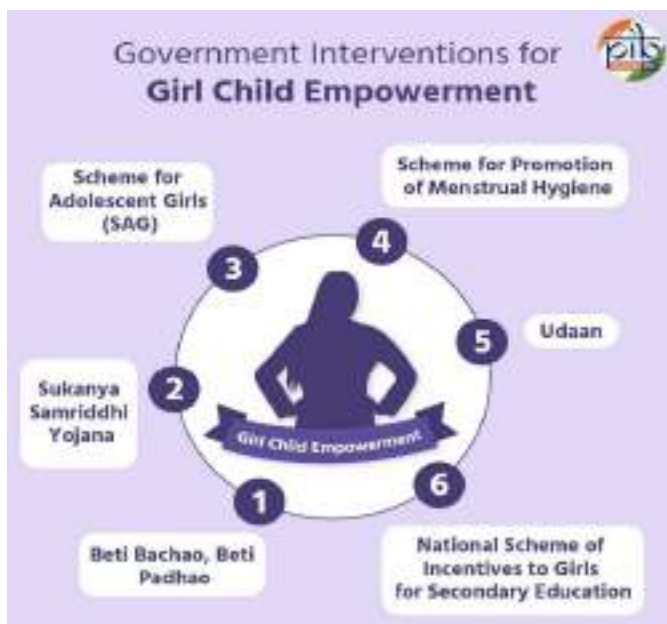 Government Interventions for
Girl Child Empowerment
pib
Scheme for
Adolescent Girls
(SAG)
Scheme for Promotion
of Menstrual Hygiene
3
4
Sukanya
Samriddhi
Yojana
2
5
Udaan
Girl Child Empowerment
1
6
Beti Bachao, Beti
Padhao
National Scheme of
Incentives to Girls
for Secondary Education